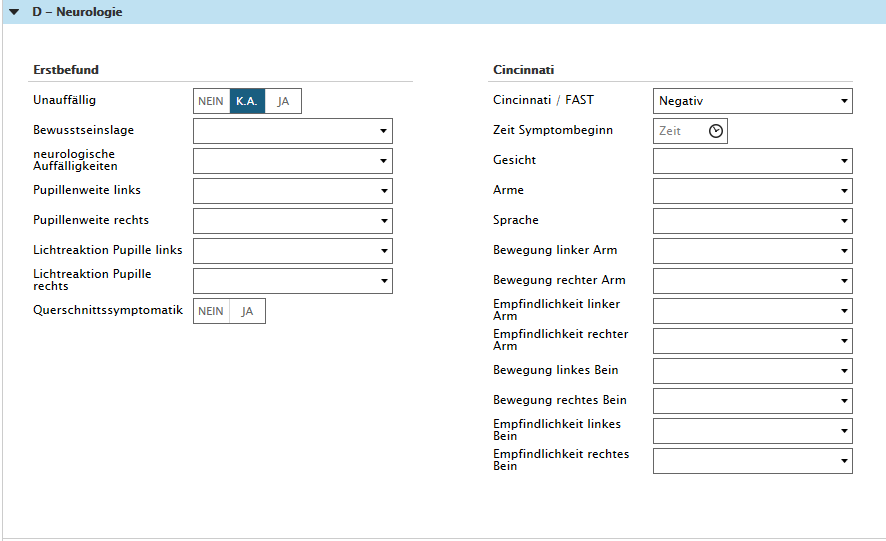 D – Neurologie
Erstbefund
Unauffällig NEIN K.A. JA
Bewusstseinslage
neurologische
Auffälligkeiten
Pupillenweite links
Pupillenweite rechts
Lichtreaktion Pupille links
Lichtreaktion Pupille
rechts
Querschnittssymptomatik NEIN JA
Cincinnati
Cincinnati / FAST Negativ
Zeit Symptombeginn Zeit
Gesicht
Arme
Sprache
Bewegung linker Arm
Bewegung rechter Arm
Empfindlichkeit linker
Arm
Empfindlichkeit rechter
Arm
Bewegung linkes Bein
Bewegung rechtes Bein
Empfindlichkeit linkes
Bein
Empfindlichkeit rechtes
Bein